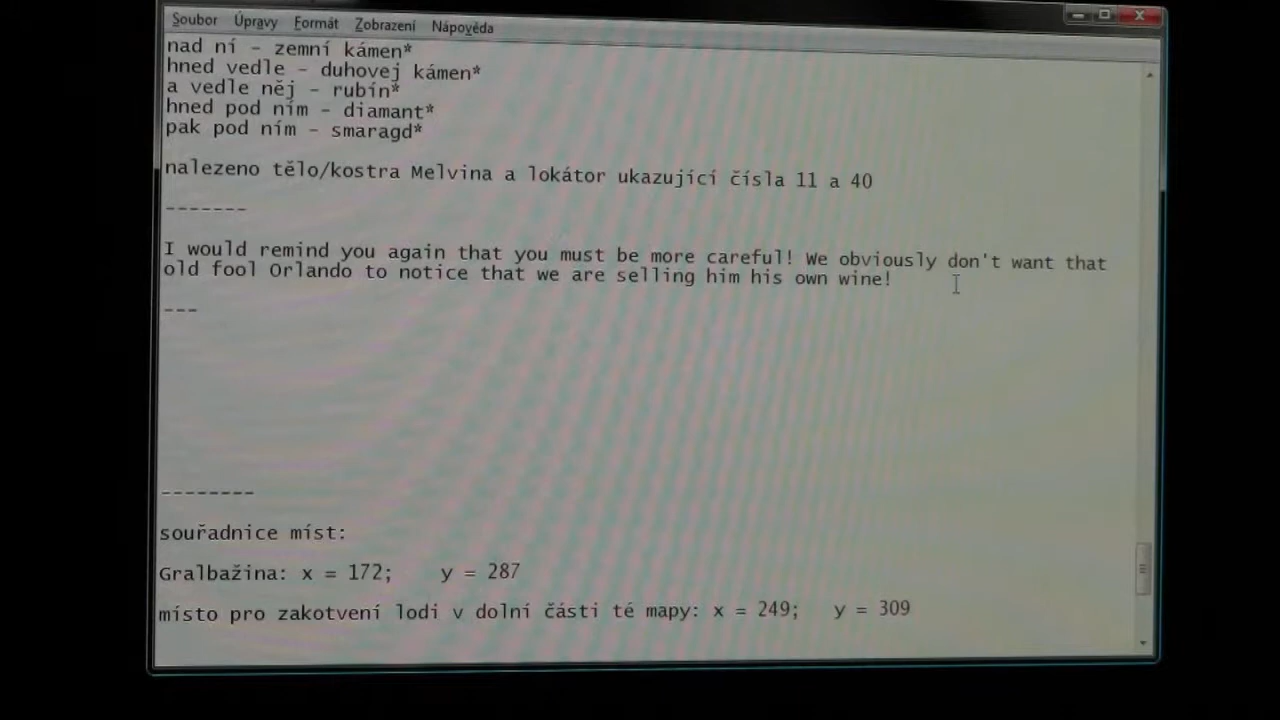 Soubor Úpravy Formát Zobrazení Nápověda
nad ní - zemní kámen*
hned vedle - duhovej kámen*
a vedle něj - rubín*
hned pod ním - diamant*
pak pod ním - smaragd*
nalezeno tělo/kostra Melvina a lokátor ukazující čísla 11 a 40
-------
I would remind you again that you must be more careful! We obviously don't want that
old fool Orlando to notice that we are selling him his own wine!
---
--------
souřadnice míst:
Gralbažina: x = 172; y = 287
místo pro zakotvení lodi v dolní části té mapy: x = 249; y = 309